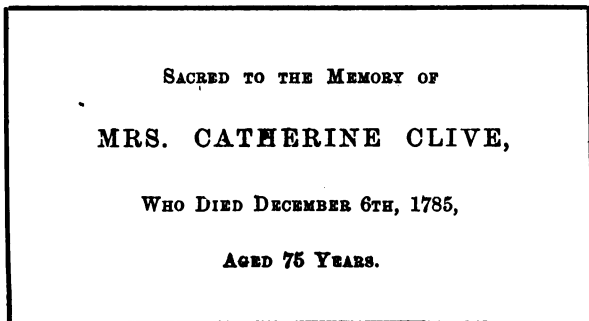 Sacred to the Memory of
MRS. CATHERINE CLIVE,
Who Died December 6th, 1785,
Aged 75 Years.